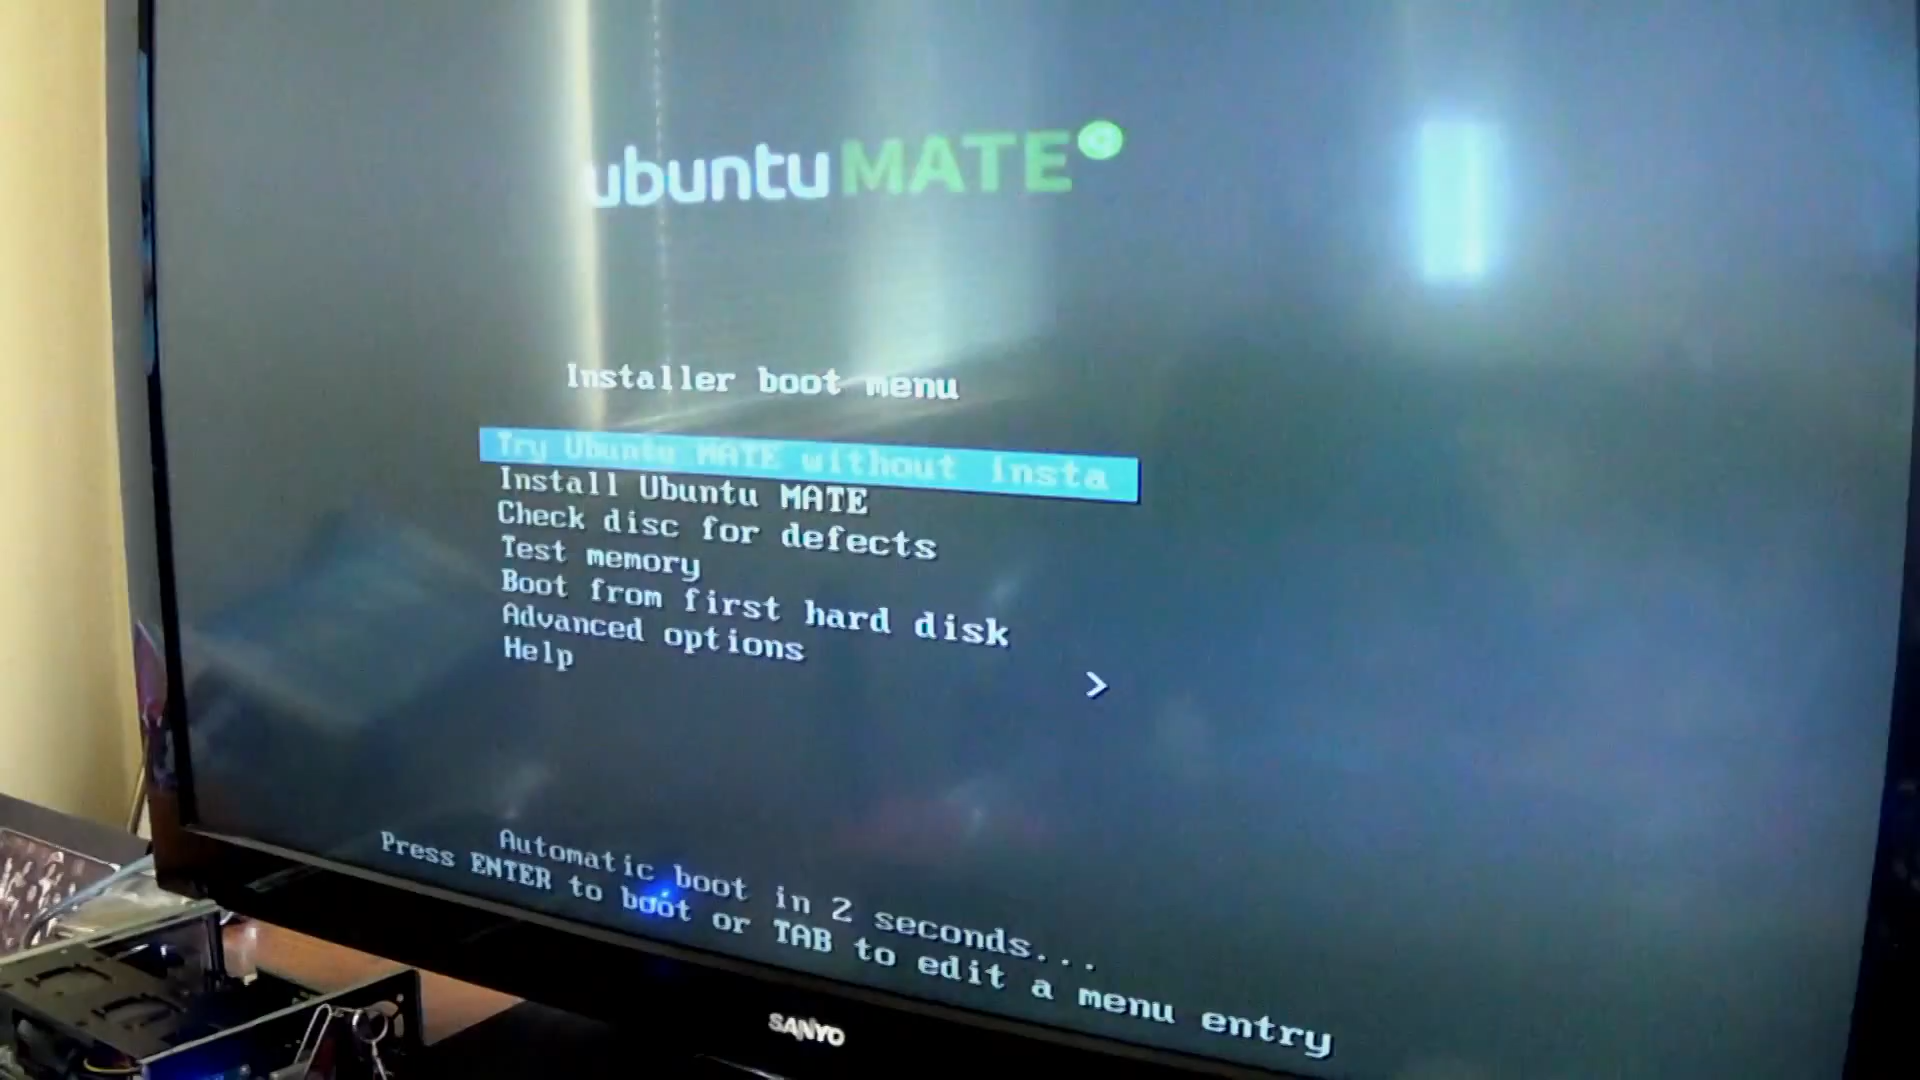 ubuntu MATE
Installer boot menu
Try Ubuntu MATE without insta
Install Ubuntu MATE
Check disc for defects
Test memory
Boot from first hard disk
Advanced options
Help
>
Automatic boot in 2 seconds...
Press ENTER to boot or TAB to edit a menu entry
SANYO